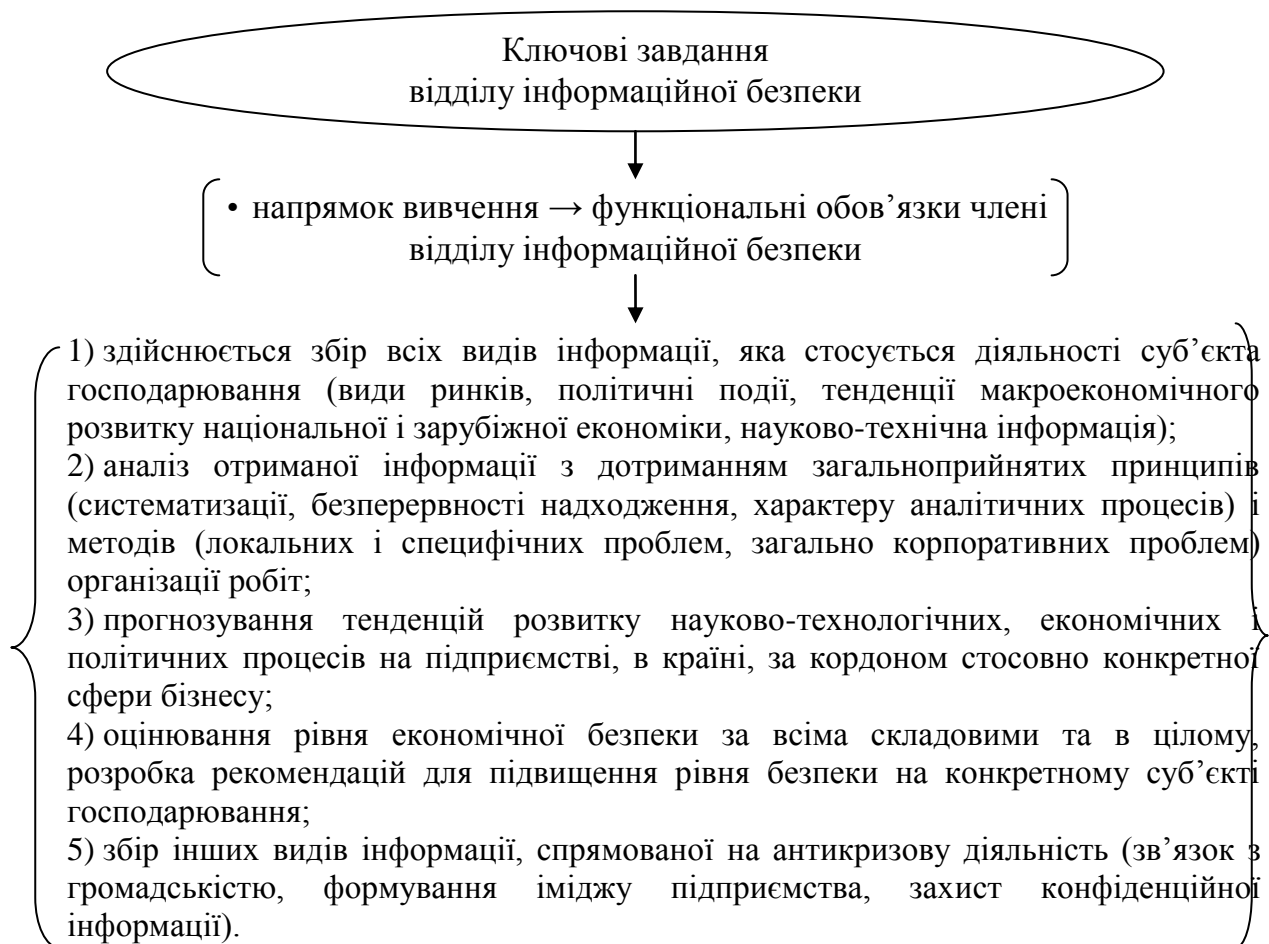 Ключові завдання
відділу інформаційної безпеки
• напрямок вивчення → функціональні обов’язки члені
відділу інформаційної безпеки
1) здійснюється збір всіх видів інформації, яка стосується діяльності суб’єкта
господарювання (види ринків, політичні події, тенденції макроекономічного
розвитку національної і зарубіжної економіки, науково-технічна інформація);
2) аналіз отриманої інформації з дотриманням загальноприйнятих принципів
(систематизації, безперервності надходження, характеру аналітичних процесів) і
методів (локальних і специфічних проблем, загально корпоративних проблем)
організації робіт;
3) прогнозування тенденцій розвитку науково-технологічних, економічних і
політичних процесів на підприємстві, в країні, за кордоном стосовно конкретної
сфери бізнесу;
4) оцінювання рівня економічної безпеки за всіма складовими та в цілому,
розробка рекомендацій для підвищення рівня безпеки на конкретному суб’єкті
господарювання;
5) збір інших видів інформації, спрямованої на антикризову діяльність (зв’язок з
громадськістю, формування іміджу підприємства, захист конфіденційної
інформації).